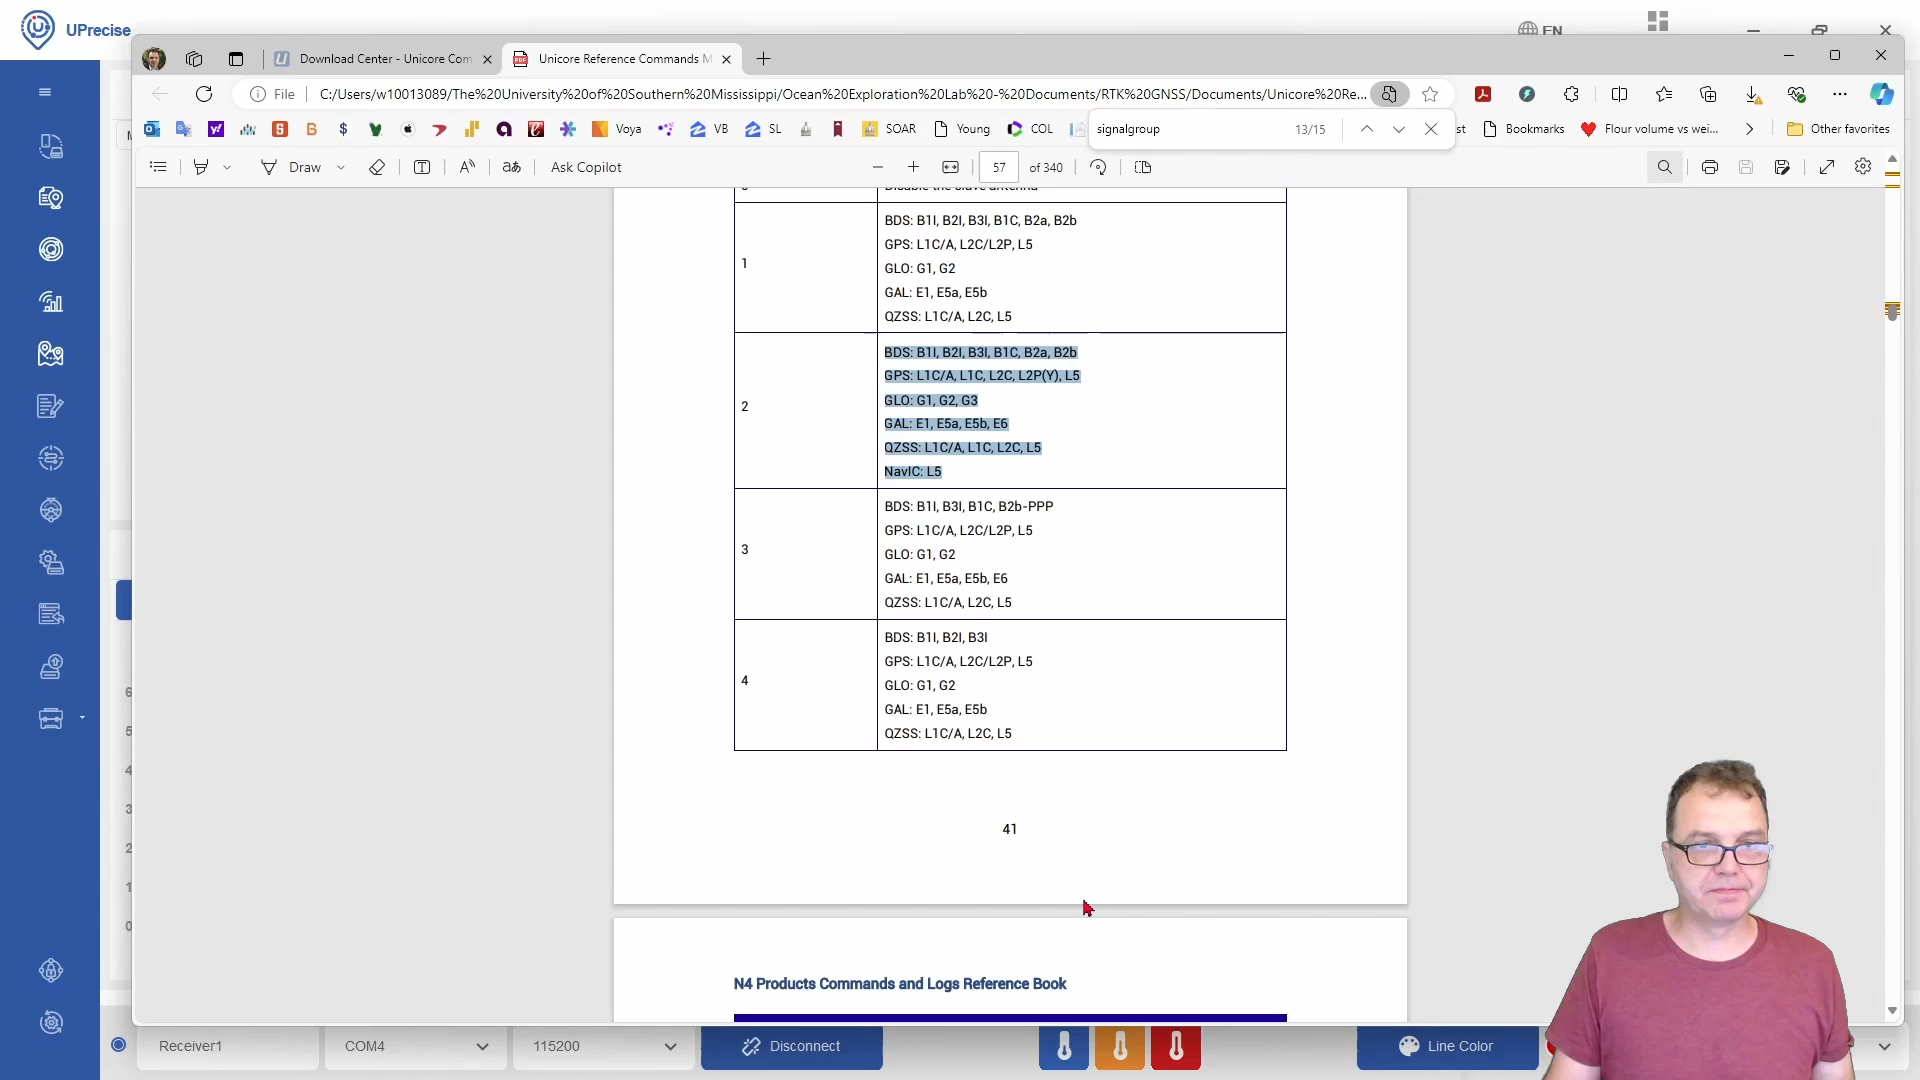 UPrecise
EN
Download Center - Unicore Com
Unicore Reference Commands M
File
C:/Users/w10013089/The%20University%20of%20Southern%20Mississippi/Ocean%20Exploration%20Lab%20-%20Documents/RTK%20GNSS/Documents/Unicore%20Re...
Voya
VB
SL
SOAR
Young
COL
signalgroup
13/15
st
Bookmarks
Flour volume vs wei...
Other favorites
Draw
Ask Copilot
57
of 340
1
BDS: B1I, B2I, B3I, B1C, B2a, B2b
GPS: L1C/A, L2C/L2P, L5
GLO: G1, G2
GAL: E1, E5a, E5b
QZSS: L1C/A, L2C, L5
2
BDS: B1I, B2I, B3I, B1C, B2a, B2b
GPS: L1C/A, L1C, L2C, L2P(Y), L5
GLO: G1, G2, G3
GAL: E1, E5a, E5b, E6
QZSS: L1C/A, L1C, L2C, L5
NavIC: L5
3
BDS: B1I, B3I, B1C, B2b-PPP
GPS: L1C/A, L2C/L2P, L5
GLO: G1, G2
GAL: E1, E5a, E5b, E6
QZSS: L1C/A, L2C, L5
4
BDS: B1I, B2I, B3I
GPS: L1C/A, L2C/L2P, L5
GLO: G1, G2
GAL: E1, E5a, E5b
QZSS: L1C/A, L2C, L5
41
N4 Products Commands and Logs Reference Book
6
5
4
3
2
1
0
Receiver1
COM4
115200
Disconnect
Line Color